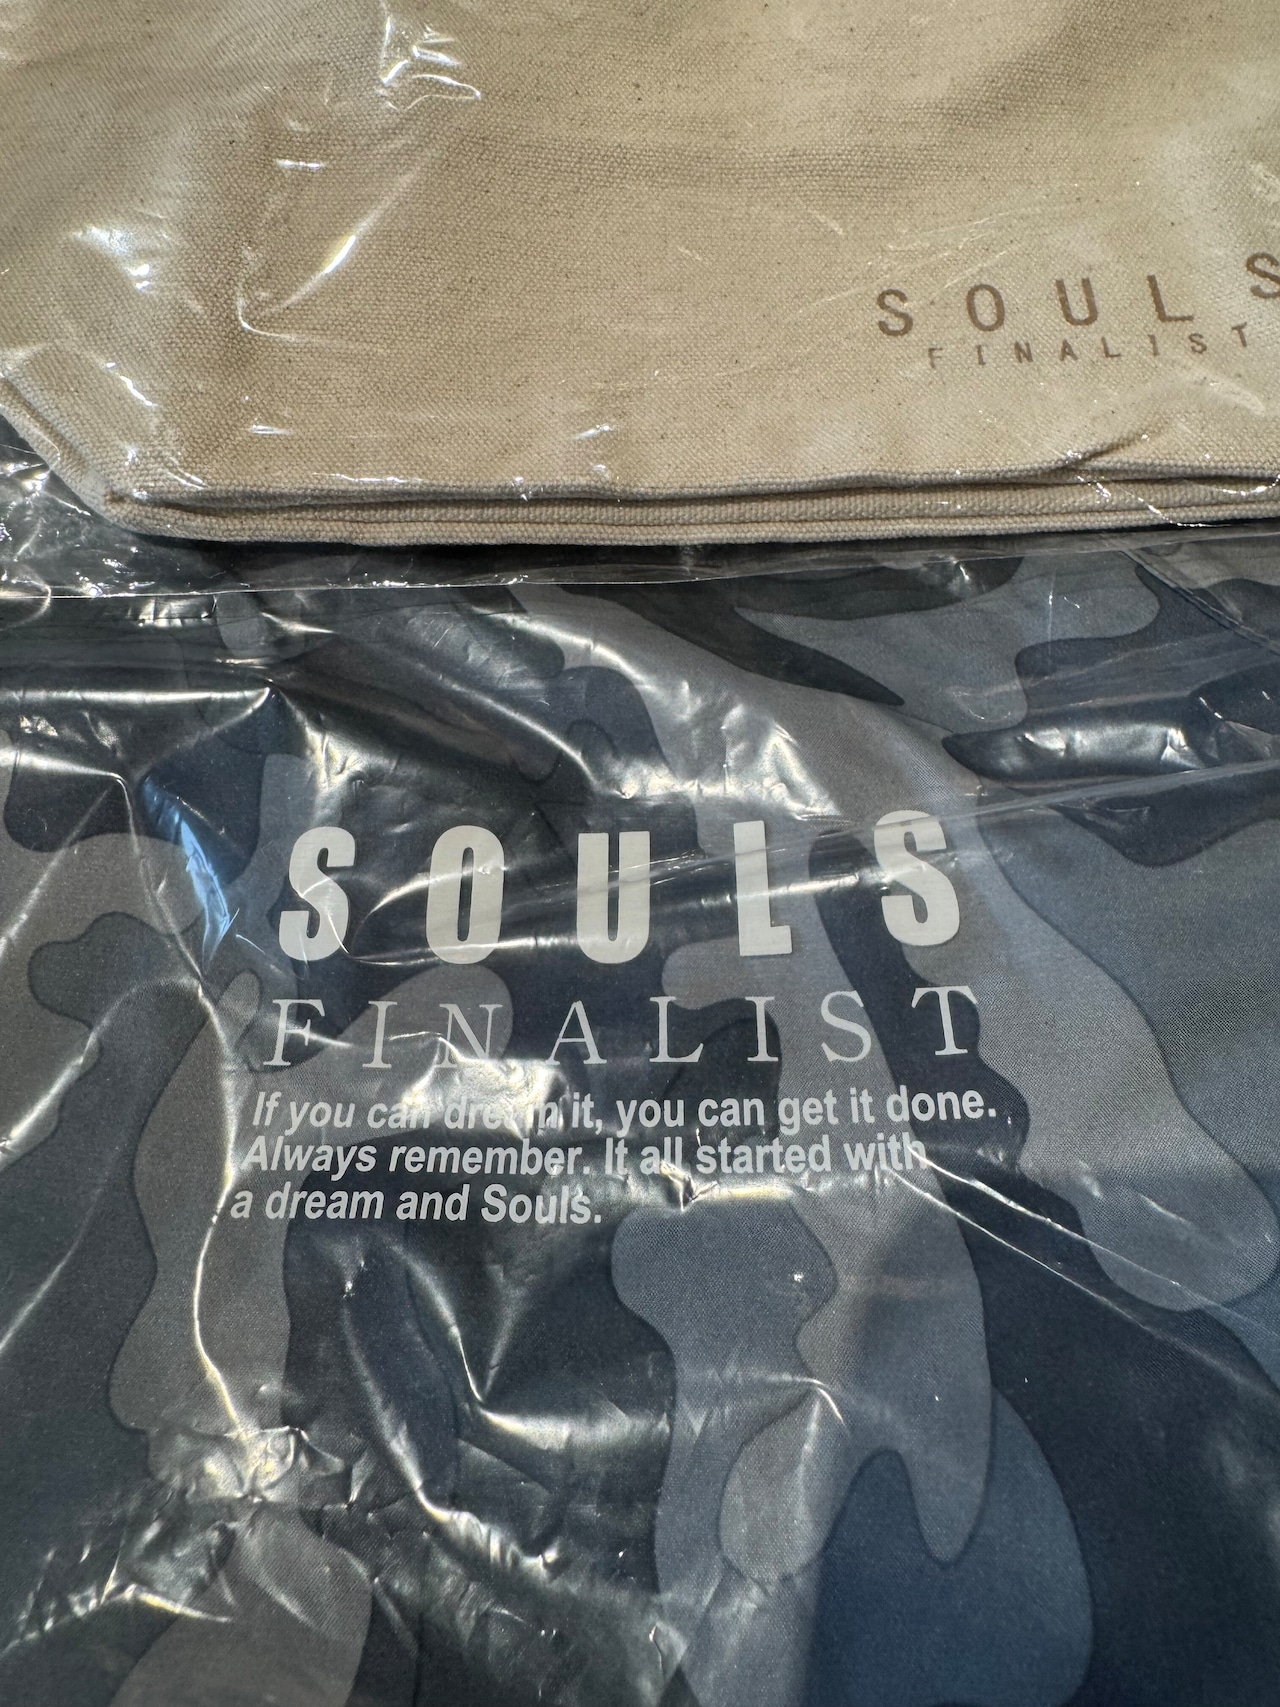 SOULS
FINALIST
SOULS
FINALIST
If you can dream it, you can get it done.
Always remember. It all started with
a dream and Souls.